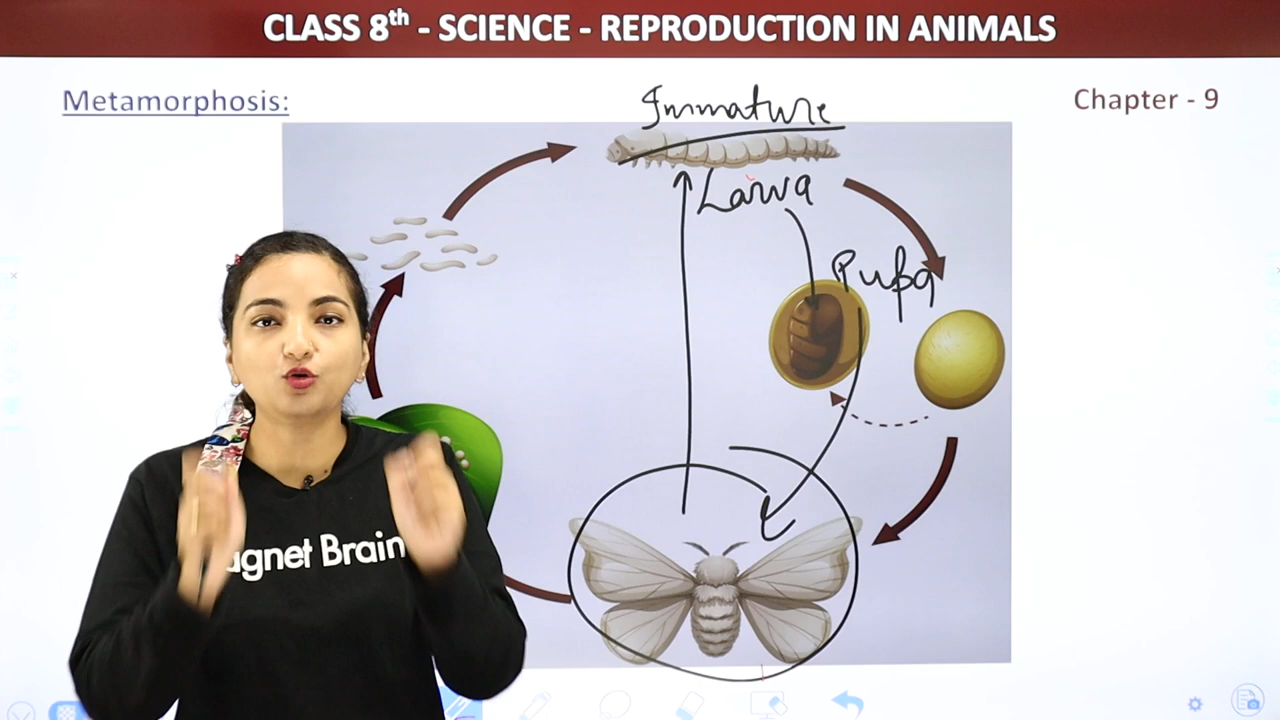 CLASS 8th - SCIENCE - REPRODUCTION IN ANIMALS
Metamorphosis:
Chapter - 9
Immature
Larva
Pupa
agnet Brain